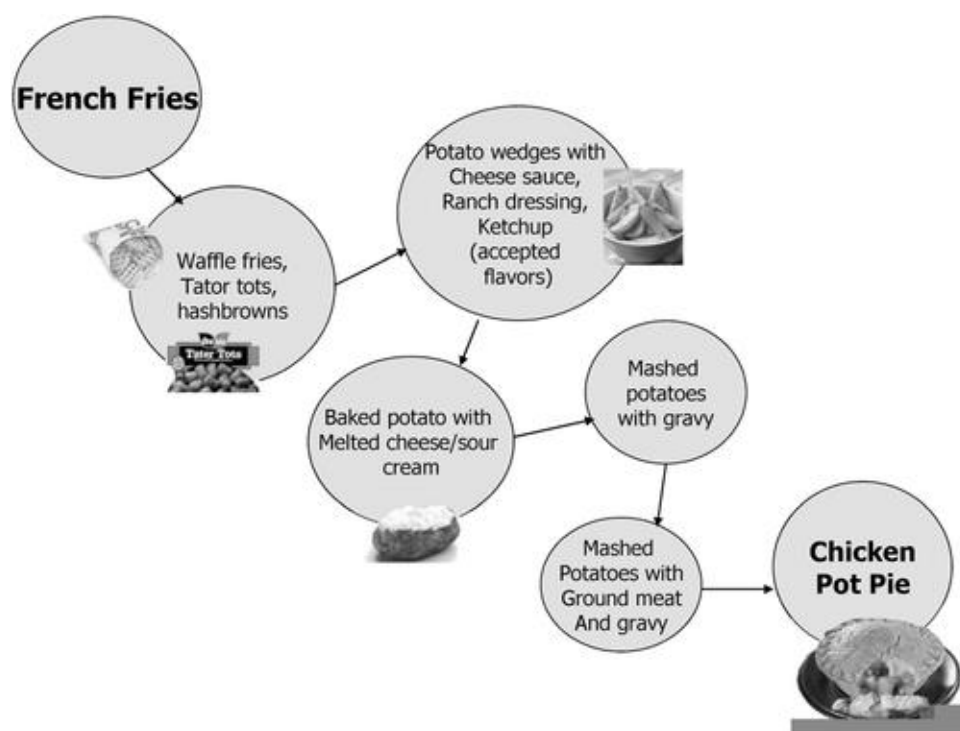 French Fries
Waffle fries,
Tator tots,
hashbrowns
Tater Tots
Potato wedges with
Cheese sauce,
Ranch dressing,
Ketchup
(accepted
flavors)
Baked potato with
Melted cheese/sour
cream
Mashed
potatoes
with gravy
Mashed
Potatoes with
Ground meat
And gravy
Chicken
Pot Pie